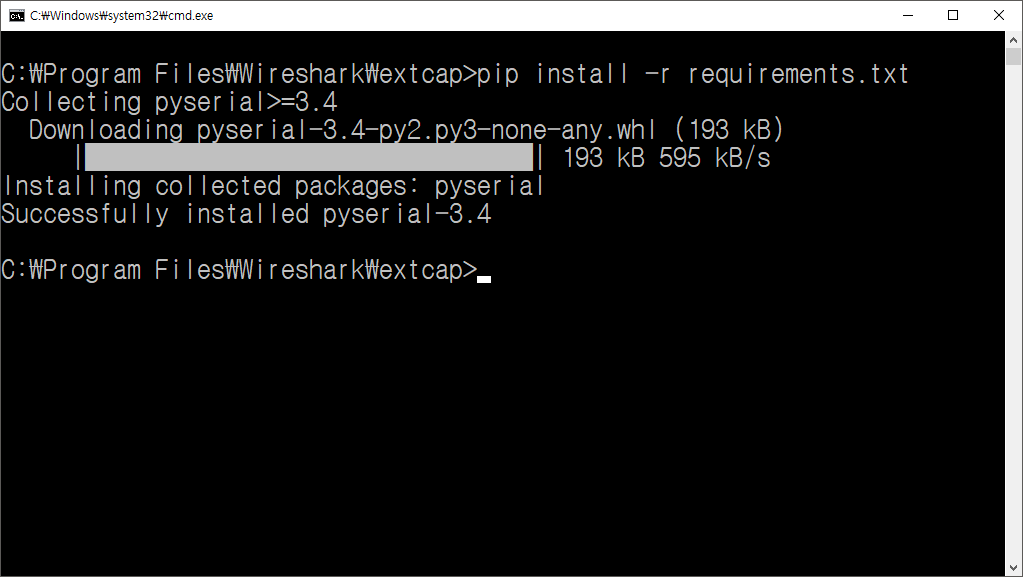 C:₩Windows₩system32₩cmd.exe
C:₩Program Files₩Wireshark₩extcap>pip install -r requirements.txt
Collecting pyserial>=3.4
  Downloading pyserial-3.4-py2.py3-none-any.whl (193 kB)
     |████████████████████████████████| 193 kB 595 kB/s
Installing collected packages: pyserial
Successfully installed pyserial-3.4
C:₩Program Files₩Wireshark₩extcap>